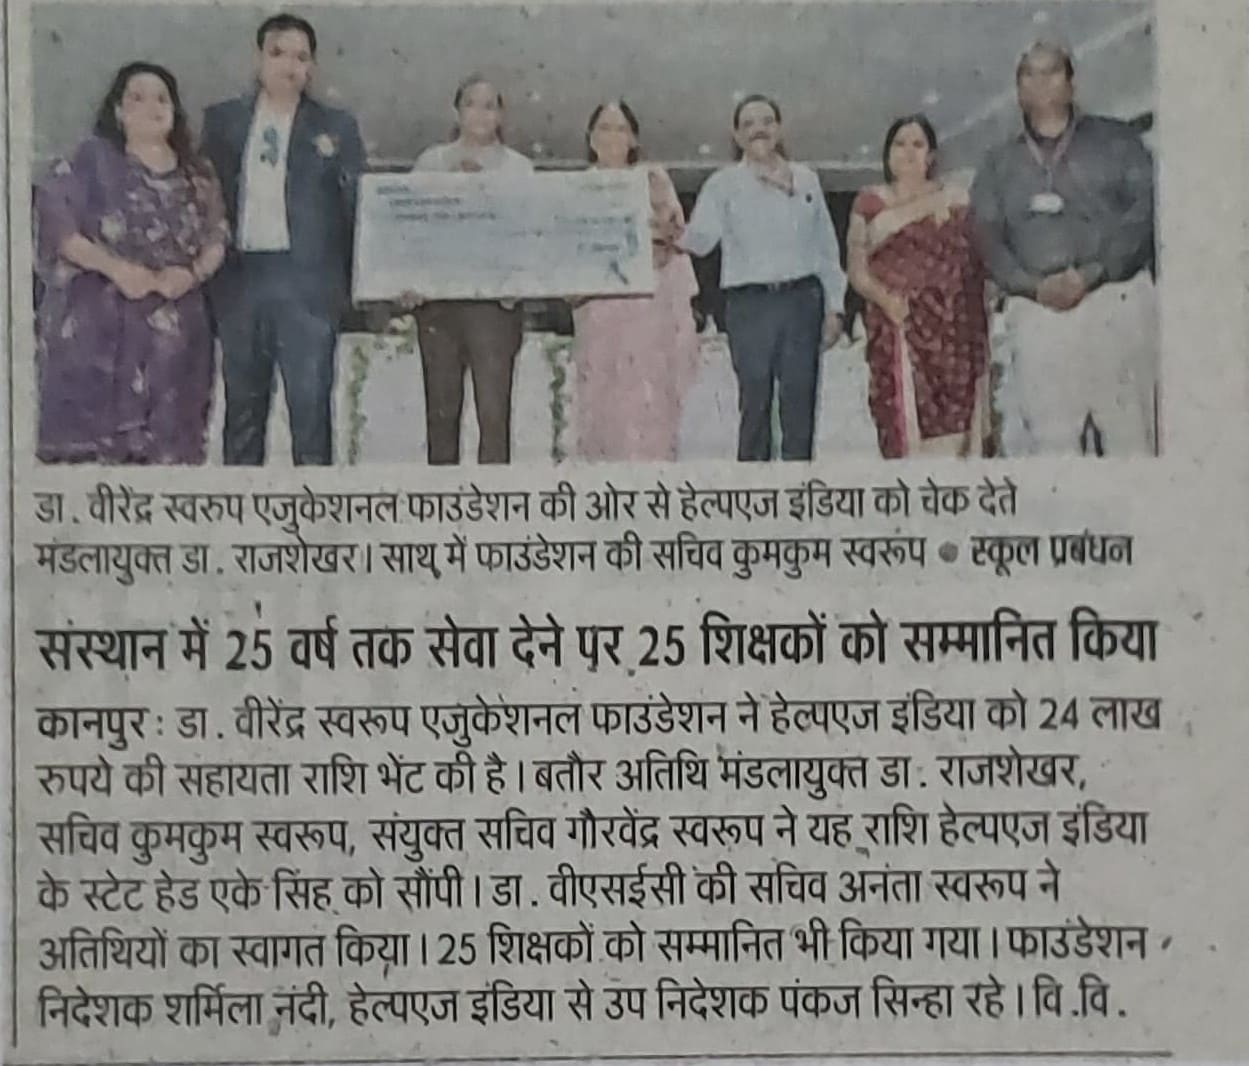 डा. वीरेंद्र स्वरुप एजुकेशनल फाउंडेशन की ओर से हेल्पएज इंडिया को चेक देते
मंडलायुक्त डा. राजशेखर। साथ में फाउंडेशन की सचिव कुमकुम स्वरूप ● स्कूल प्रबंधन
संस्थान में 25 वर्ष तक सेवा देने पर 25 शिक्षकों को सम्मानित किया
कानपुर : डा. वीरेंद्र स्वरूप एजुकेशनल फाउंडेशन ने हेल्पएज इंडिया को 24 लाख
रुपये की सहायता राशि भेंट की है। बतौर अतिथि मंडलायुक्त डा. राजशेखर,
सचिव कुमकुम स्वरूप, संयुक्त सचिव गौरवेंद्र स्वरूप ने यह राशि हेल्पएज इंडिया
के स्टेट हेड एके सिंह को सौंपी। डा. वीएसईसी की सचिव अनंता स्वरूप ने
अतिथियों का स्वागत किया। 25 शिक्षकों को सम्मानित भी किया गया। फाउंडेशन
निदेशक शर्मिला नंदी, हेल्पएज इंडिया से उप निदेशक पंकज सिन्हा रहे। वि.वि.